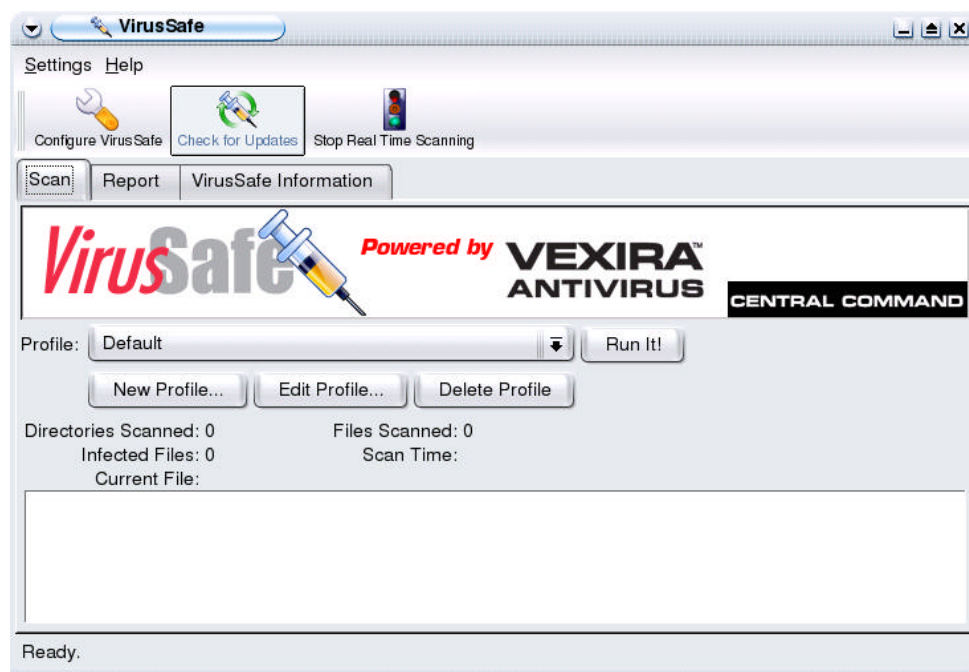 VirusSafe
Settings Help
Configure VirusSafe Check for Updates Stop Real Time Scanning
Scan Report VirusSafe Information
VirusSafe Powered by VEXIRA™
ANTIVIRUS
CENTRAL COMMAND
Profile: Default Run It!
New Profile... Edit Profile... Delete Profile
Directories Scanned: 0 Files Scanned: 0
Infected Files: 0 Scan Time:
Current File:
Ready.